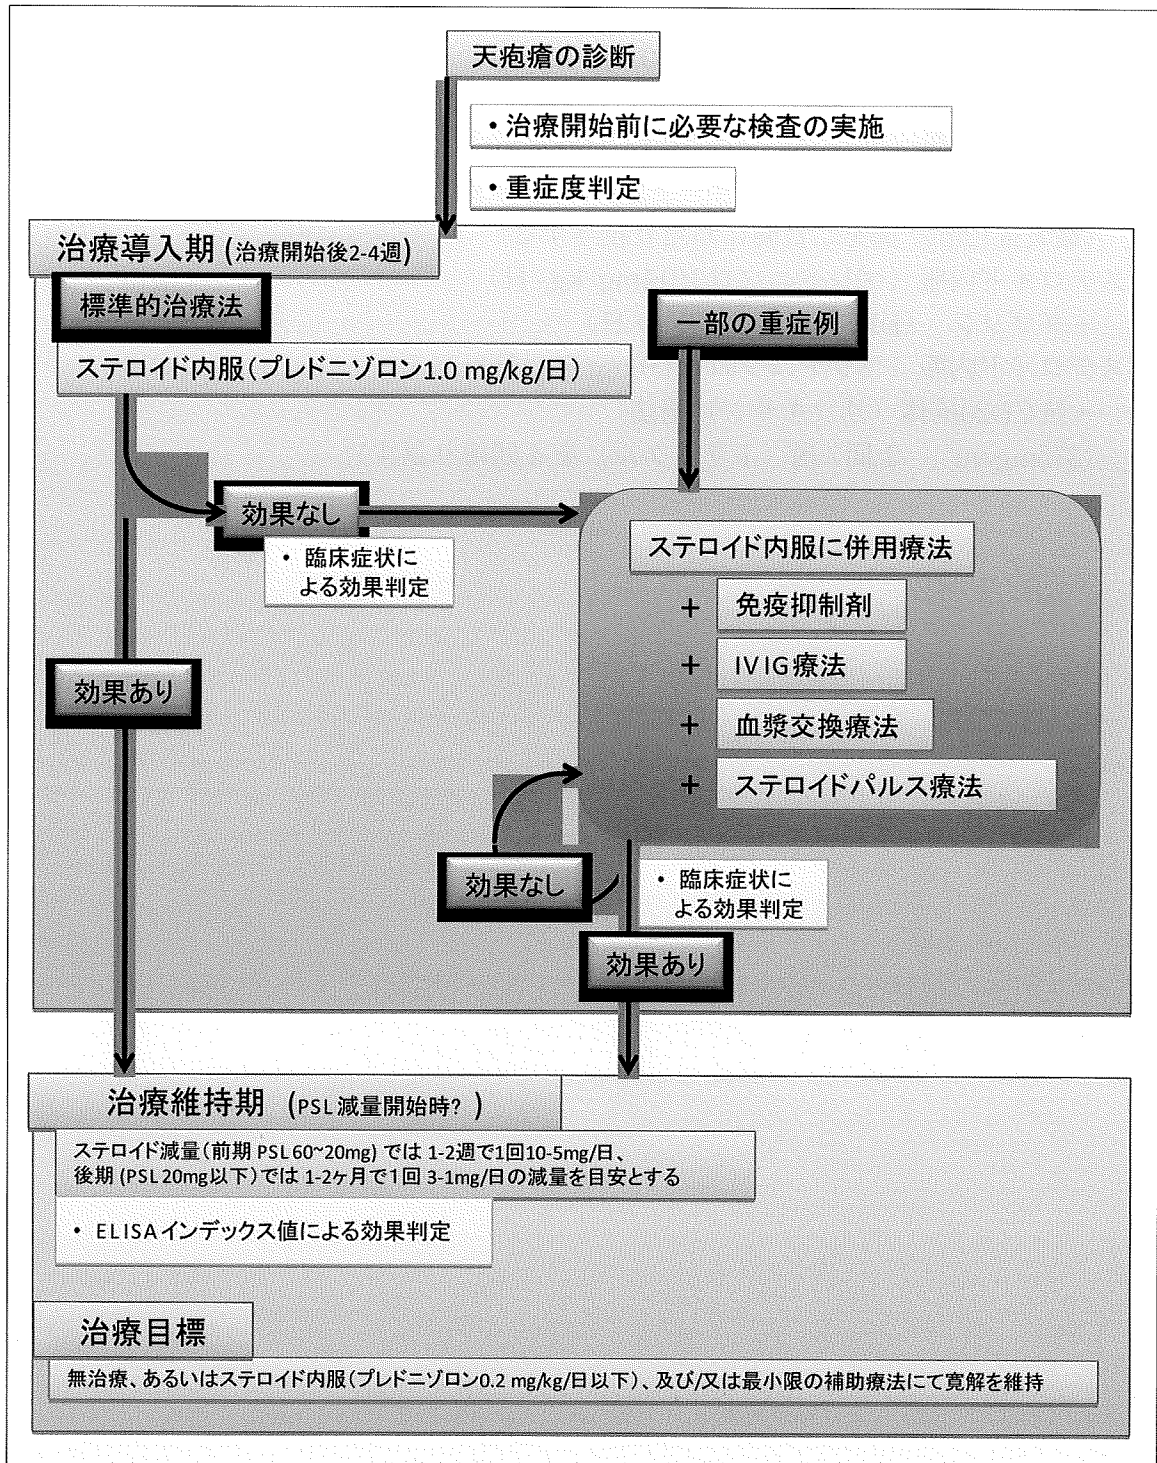 天疱瘡の診断
・治療開始前に必要な検査の実施
・重症度判定
治療導入期 (治療開始後2-4週)
標準的治療法
一部の重症例
ステロイド内服(プレドニゾロン1.0 mg/kg/日)
効果なし
・ 臨床症状に
よる効果判定
ステロイド内服に併用療法
+ 免疫抑制剤
+ IVIG療法
+ 血漿交換療法
+ ステロイドパルス療法
効果あり
効果なし
・ 臨床症状に
よる効果判定
効果あり
治療維持期 (PSL 減量開始時? )
ステロイド減量(前期 PSL 60~20mg) では 1-2週で1回10-5mg/日、
後期 (PSL 20mg以下)では 1-2ヶ月で1回 3-1mg/日の減量を目安とする
・ ELISAインデックス値による効果判定
治療目標
無治療、あるいはステロイド内服(プレドニゾロン0.2 mg/kg/日以下)、及び/又は最小限の補助療法にて寛解を維持